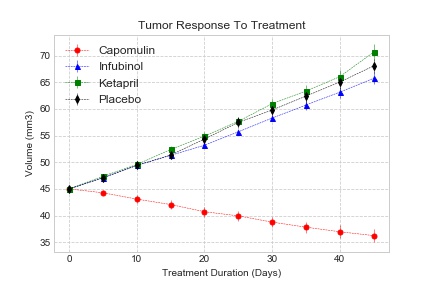 Tumor Response To Treatment
Capomulin
Infubinol
Ketapril
Placebo
Volume (mm3)
70
65
60
55
50
45
40
35
0
10
20
30
40
Treatment Duration (Days)